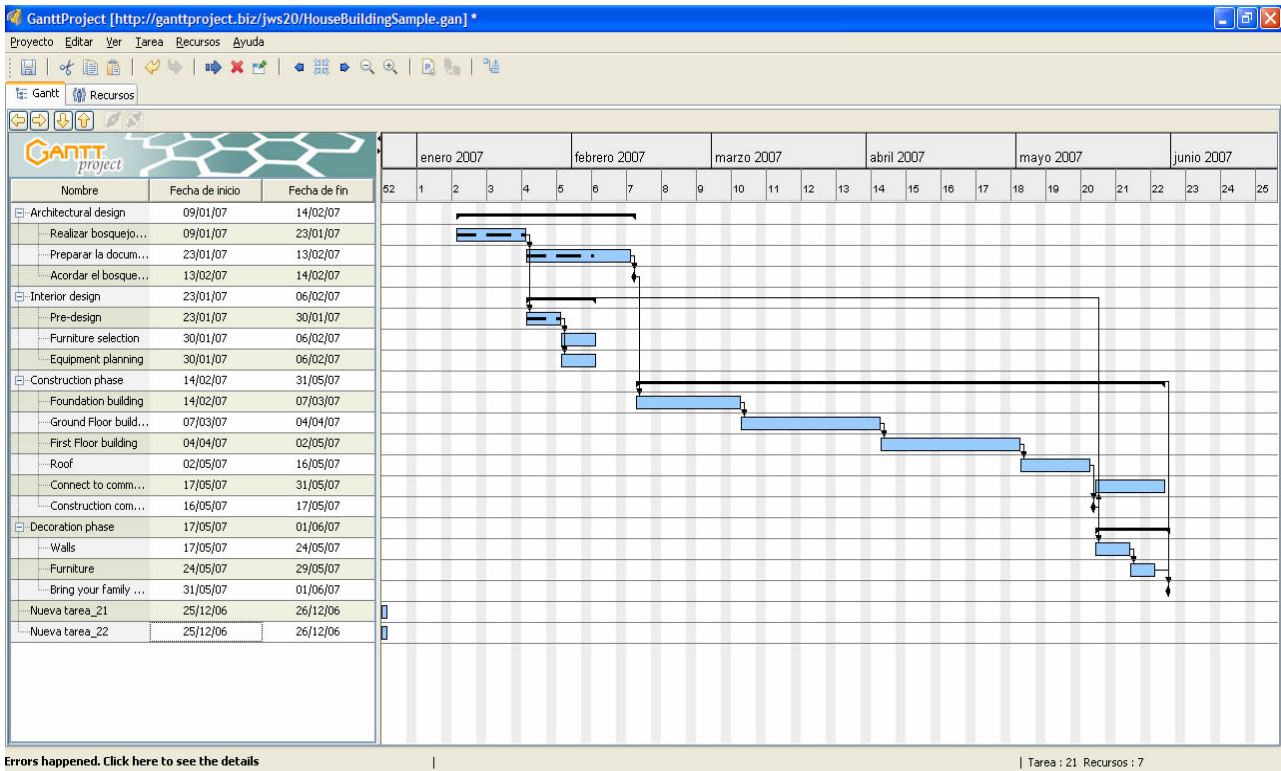 GanttProject [http://ganttproject.biz/jws20/HouseBuildingSample.gan] *
Proyecto Editar Ver Tarea Recursos Ayuda
Gantt Recursos
GANTT project
enero 2007 febrero 2007 marzo 2007 abril 2007 mayo 2007 junio 2007
Nombre Fecha de inicio Fecha de fin 52 1 2 3 4 5 6 7 8 9 10 11 12 13 14 15 16 17 18 19 20 21 22 23 24 25
Architectural design 09/01/07 14/02/07
Realizar bosquejo... 09/01/07 23/01/07
Preparar la docum... 23/01/07 13/02/07
Acordar el bosque... 13/02/07 14/02/07
Interior design 23/01/07 06/02/07
Pre-design 23/01/07 30/01/07
Furniture selection 30/01/07 06/02/07
Equipment planning 30/01/07 06/02/07
Construction phase 14/02/07 31/05/07
Foundation building 14/02/07 07/03/07
Ground Floor build... 07/03/07 04/04/07
First Floor building 04/04/07 02/05/07
Roof 02/05/07 16/05/07
Connect to comm... 17/05/07 31/05/07
Construction com... 16/05/07 17/05/07
Decoration phase 17/05/07 01/06/07
Walls 17/05/07 24/05/07
Furniture 24/05/07 29/05/07
Bring your family ... 31/05/07 01/06/07
Nueva tarea_21 25/12/06 26/12/06
Nueva tarea_22 25/12/06 26/12/06
Errors happened. Click here to see the details | | Tarea : 21 Recursos : 7